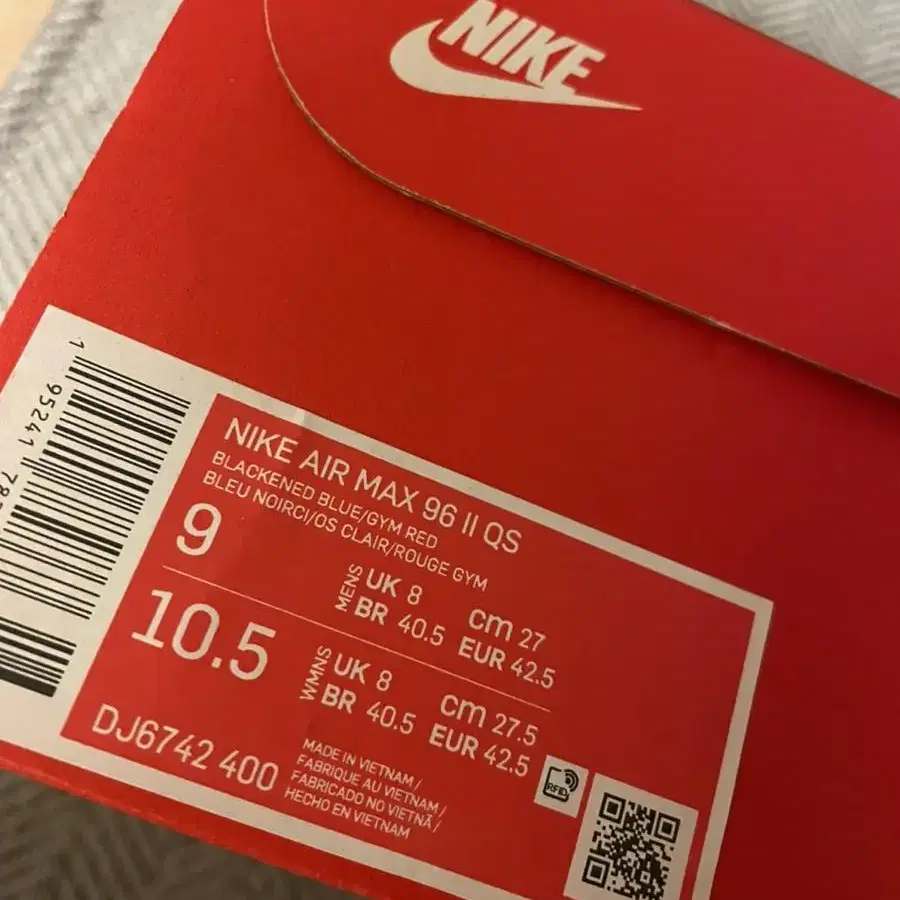 NIKE
1 95241 78
NIKE AIR MAX 96 II QS
BLACKENED BLUE/GYM RED
BLEU NOIRCI/OS CLAIR/ROUGE GYM
9
MENS
UK 8
cm 27
BR 40.5
EUR 42.5
10.5
WMNS
UK 8
cm 27.5
BR 40.5
EUR 42.5
DJ6742 400
MADE IN VIETNAM /
FABRIQUE AU VIETNAM /
FABRICADO NO VIETNÃ /
HECHO EN VIETNAM
RFID